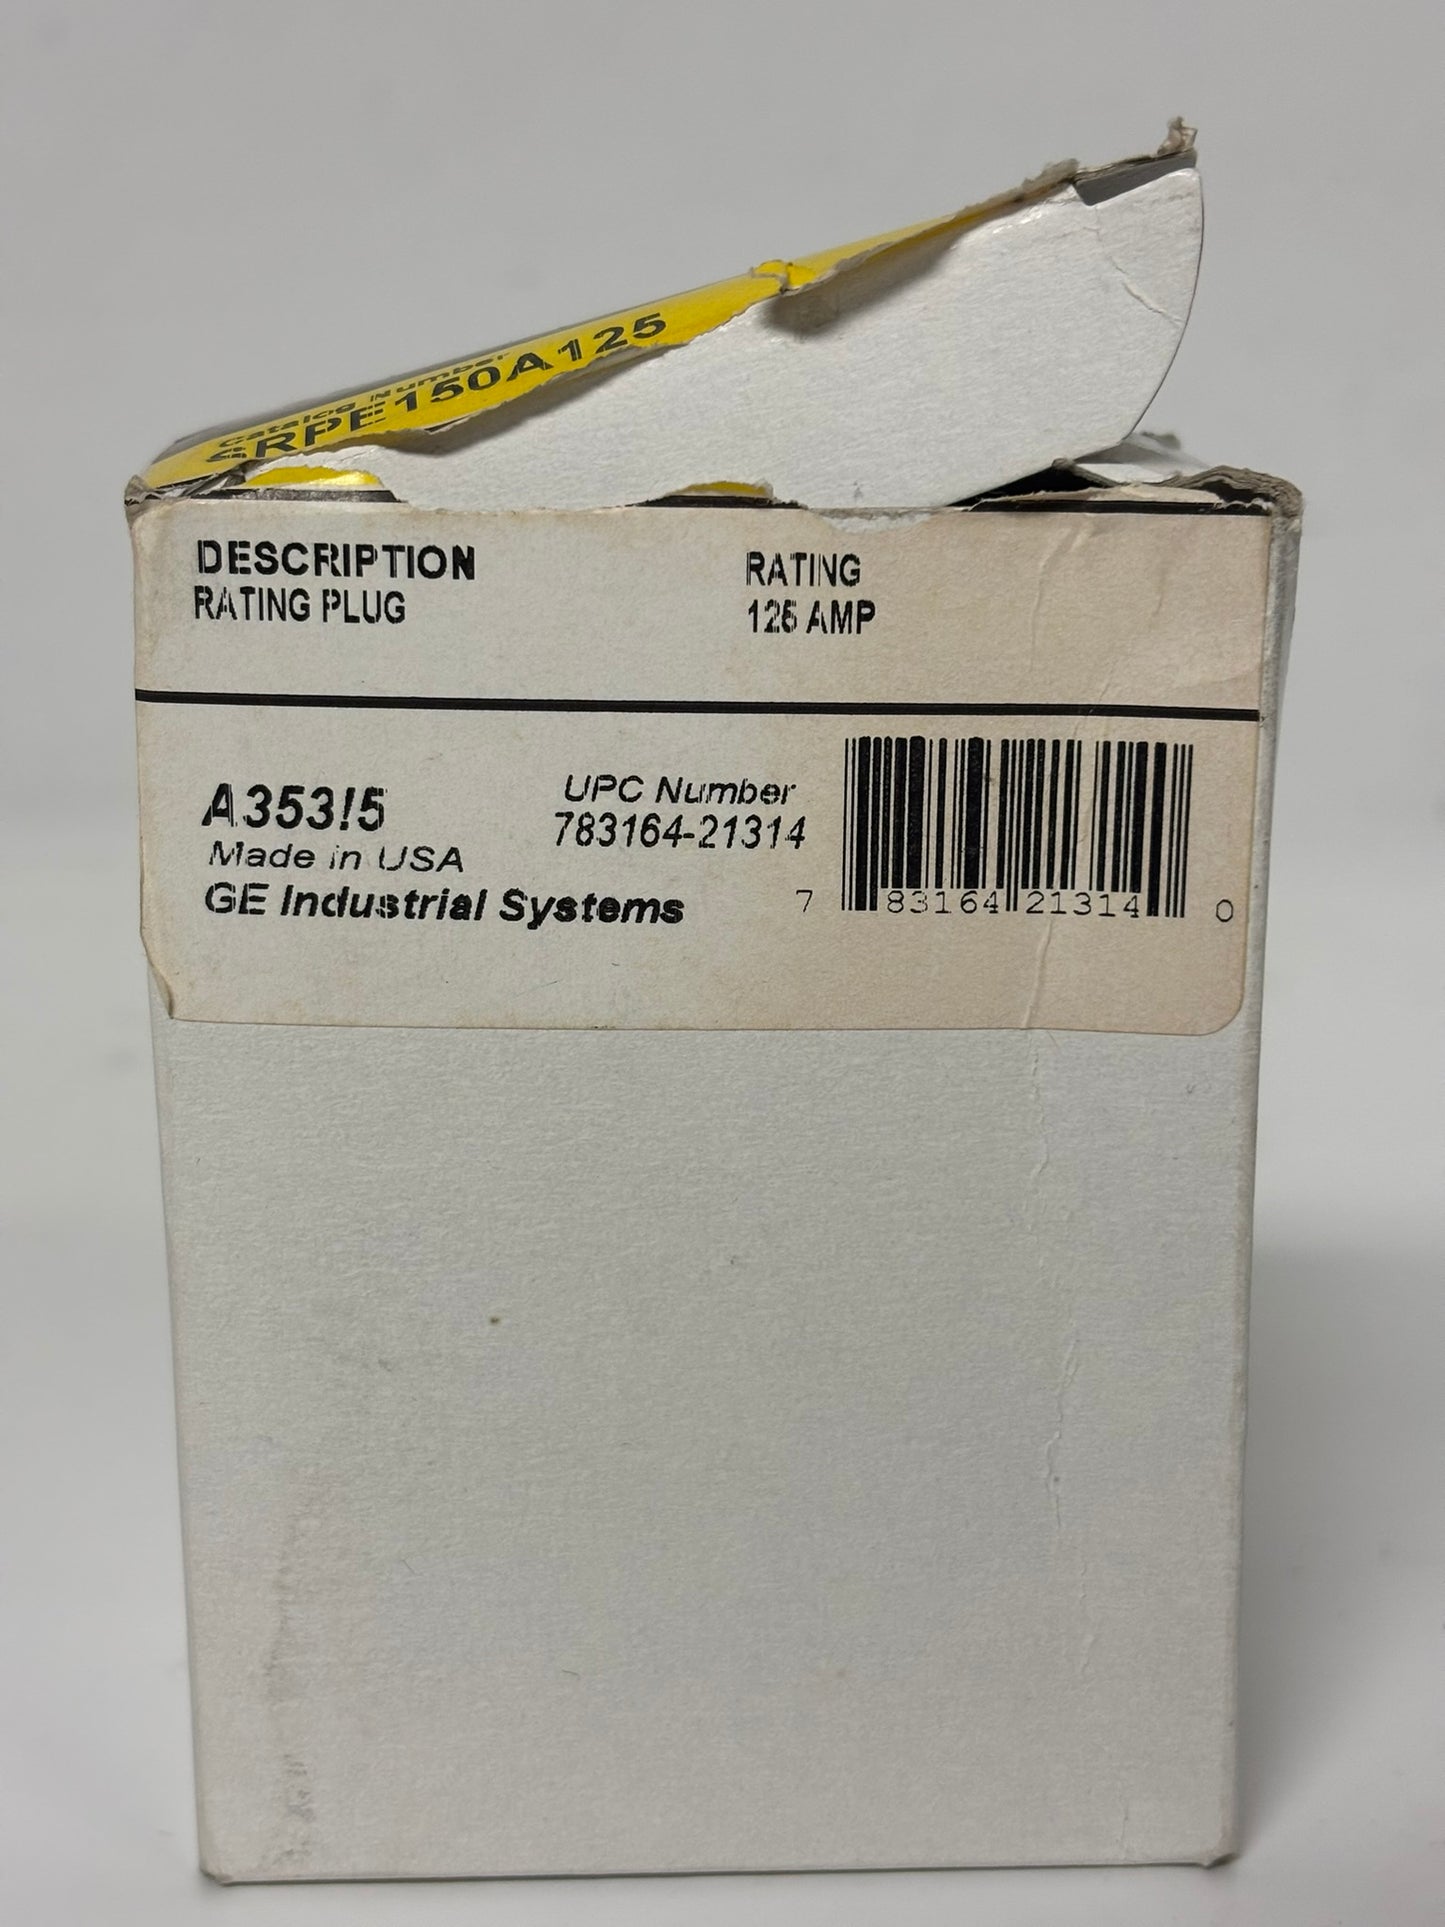 Catalog Number
SRPE150A125
DESCRIPTION
RATING PLUG
RATING
125 AMP
A353!5
Made in USA
GE Industrial Systems
UPC Number
783164-21314
7 83164 21314 0